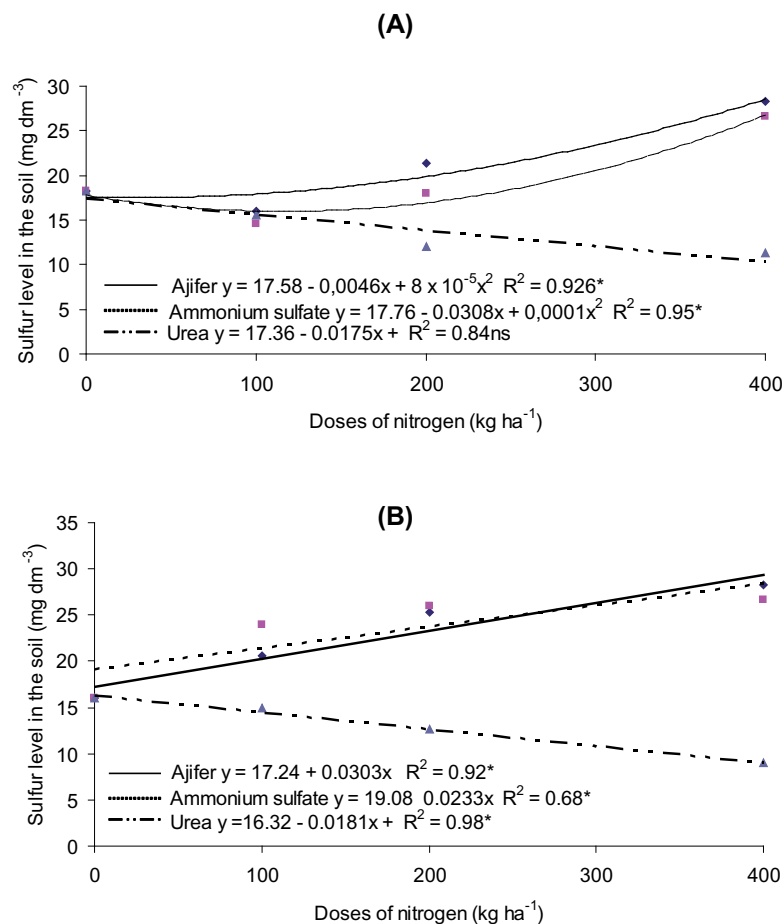 (A)
Sulfur level in the soil (mg dm⁻³)
30
25
20
15
10
5
0
Ajifer y = 17.58 - 0,0046x + 8 x 10⁻⁵x² R² = 0.926*
Ammonium sulfate y = 17.76 - 0.0308x + 0,0001x² R² = 0.95*
Urea y = 17.36 - 0.0175x + R² = 0.84ns
0 100 200 300 400
Doses of nitrogen (kg ha⁻¹)
(B)
Sulfur level in the soil (mg dm⁻³)
35
30
25
20
15
10
5
0
Ajifer y = 17.24 + 0.0303x R² = 0.92*
Ammonium sulfate y = 19.08 0.0233x R² = 0.68*
Urea y =16.32 - 0.0181x + R² = 0.98*
0 100 200 300 400
Doses of nitrogen (kg ha⁻¹)